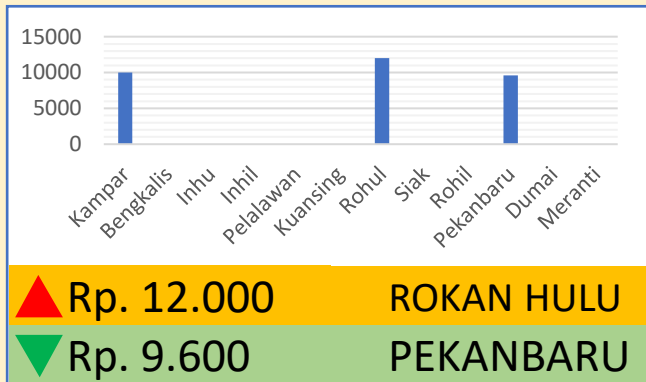 15000
10000
5000
0
Kampar
Bengkalis
Inhu
Inhil
Pelalawan
Kuansing
Rohul
Siak
Rohil
Pekanbaru
Dumai
Meranti
Rp. 12.000 ROKAN HULU
Rp. 9.600 PEKANBARU